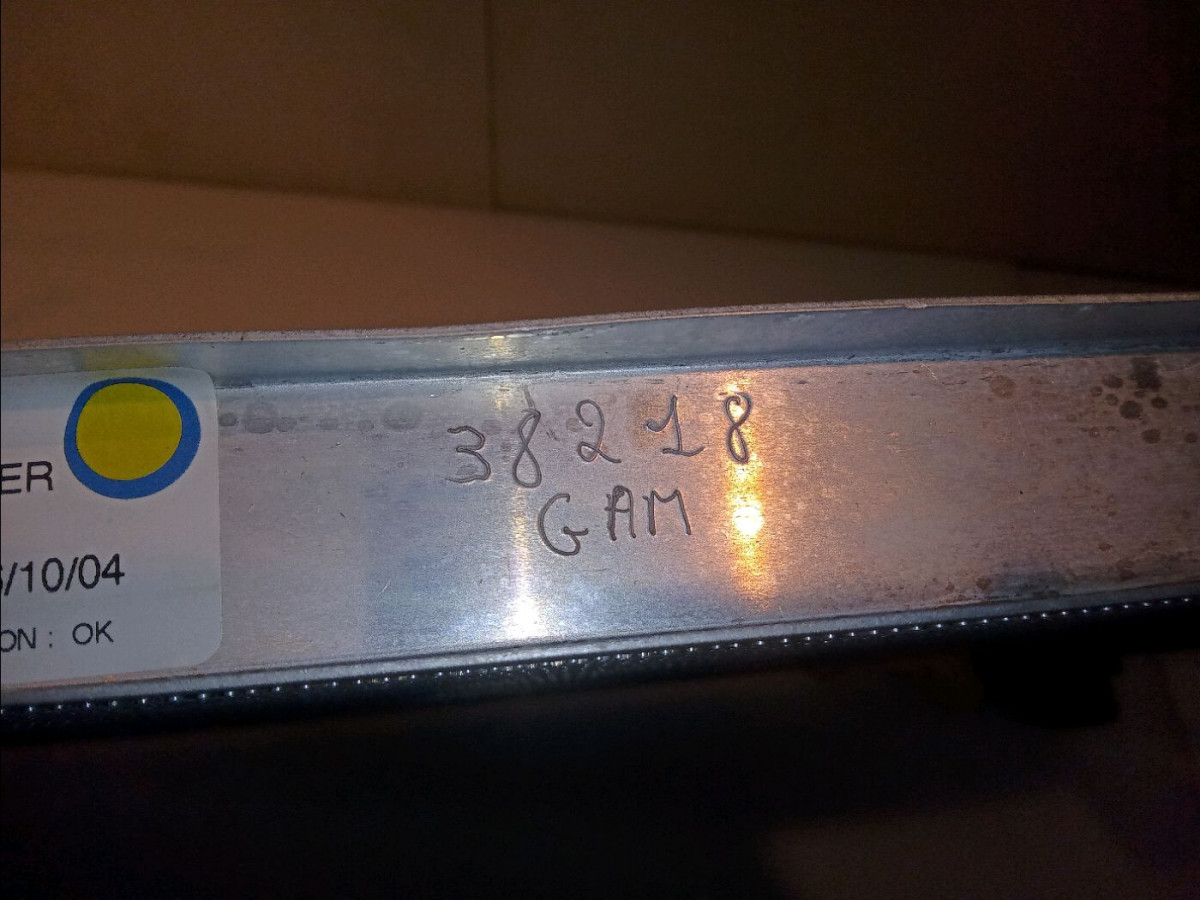 ER
/10/04
ON : OK
38218
GAM